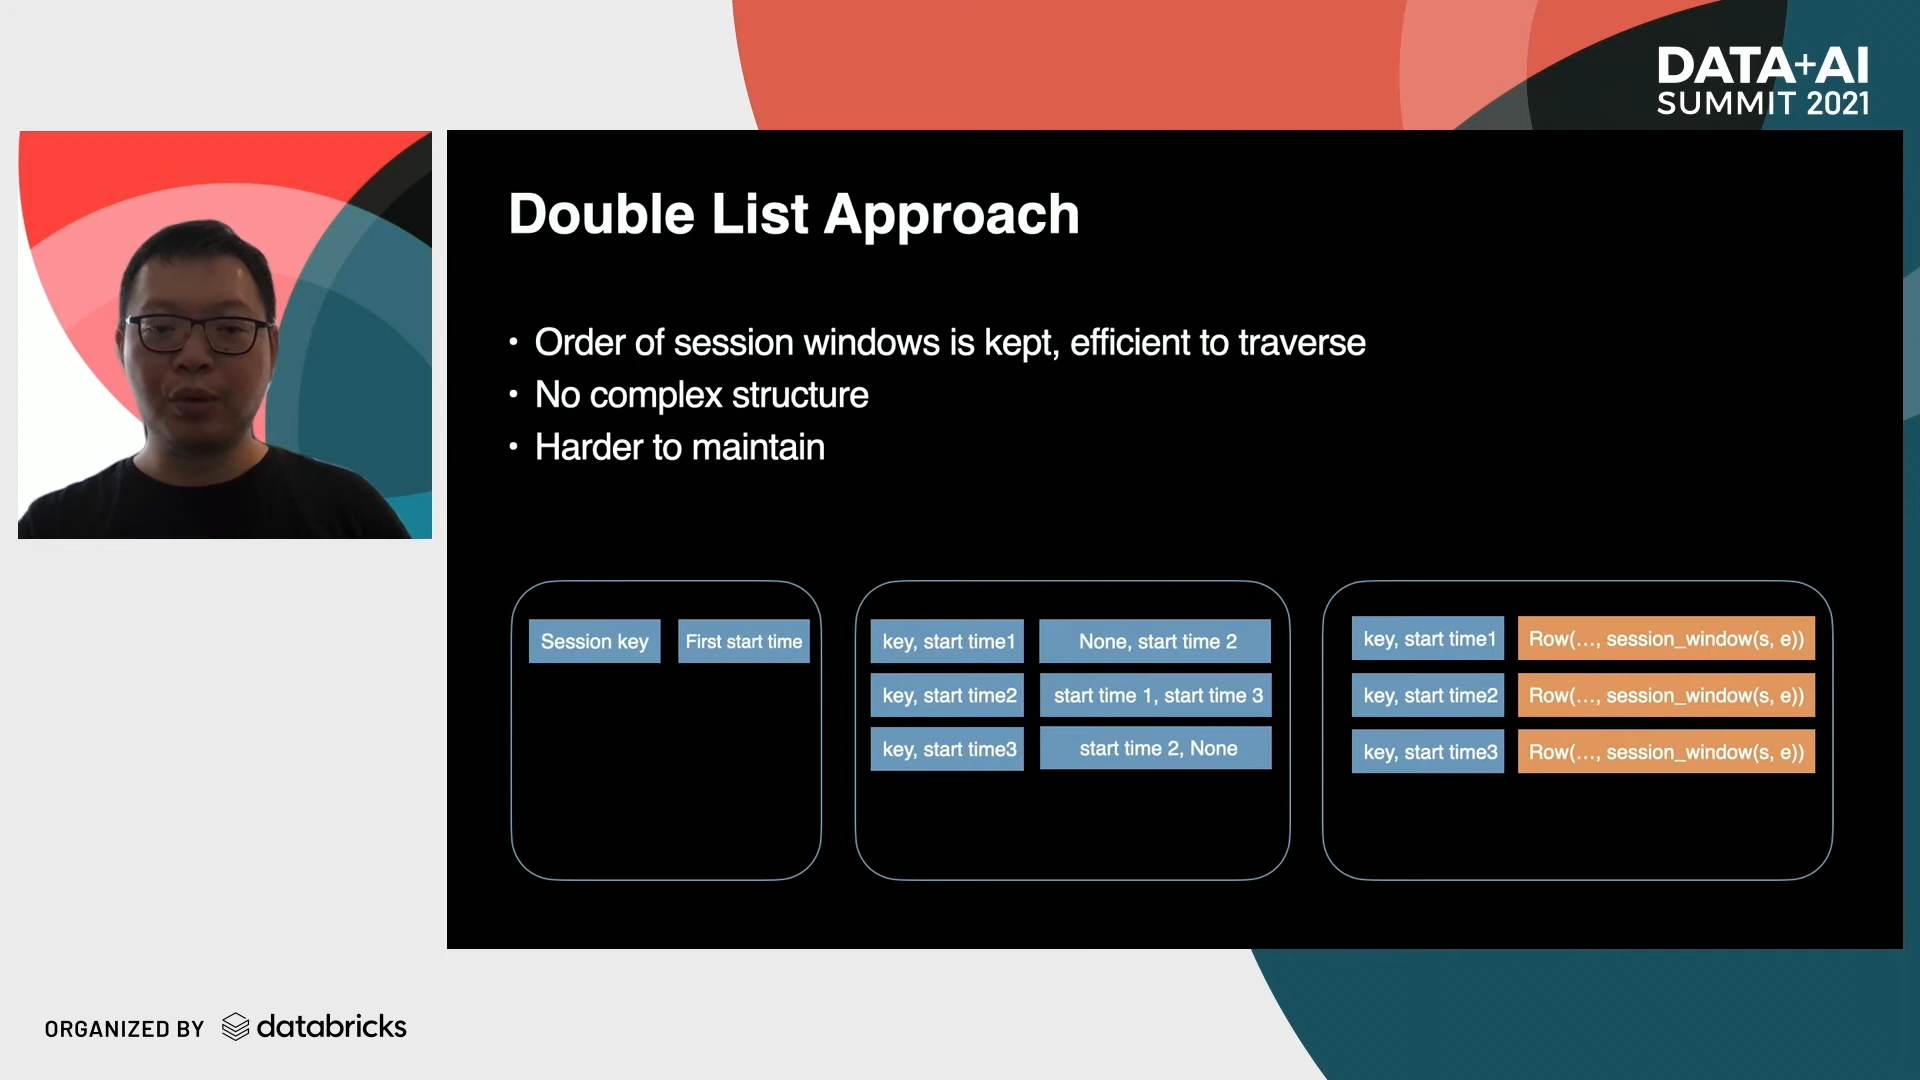 DATA+AI
SUMMIT 2021
Double List Approach
• Order of session windows is kept, efficient to traverse
• No complex structure
• Harder to maintain
Session key First start time
key, start time1 None, start time 2
key, start time2 start time 1, start time 3
key, start time3 start time 2, None
key, start time1 Row(..., session_window(s, e))
key, start time2 Row(..., session_window(s, e))
key, start time3 Row(..., session_window(s, e))
ORGANIZED BY databricks